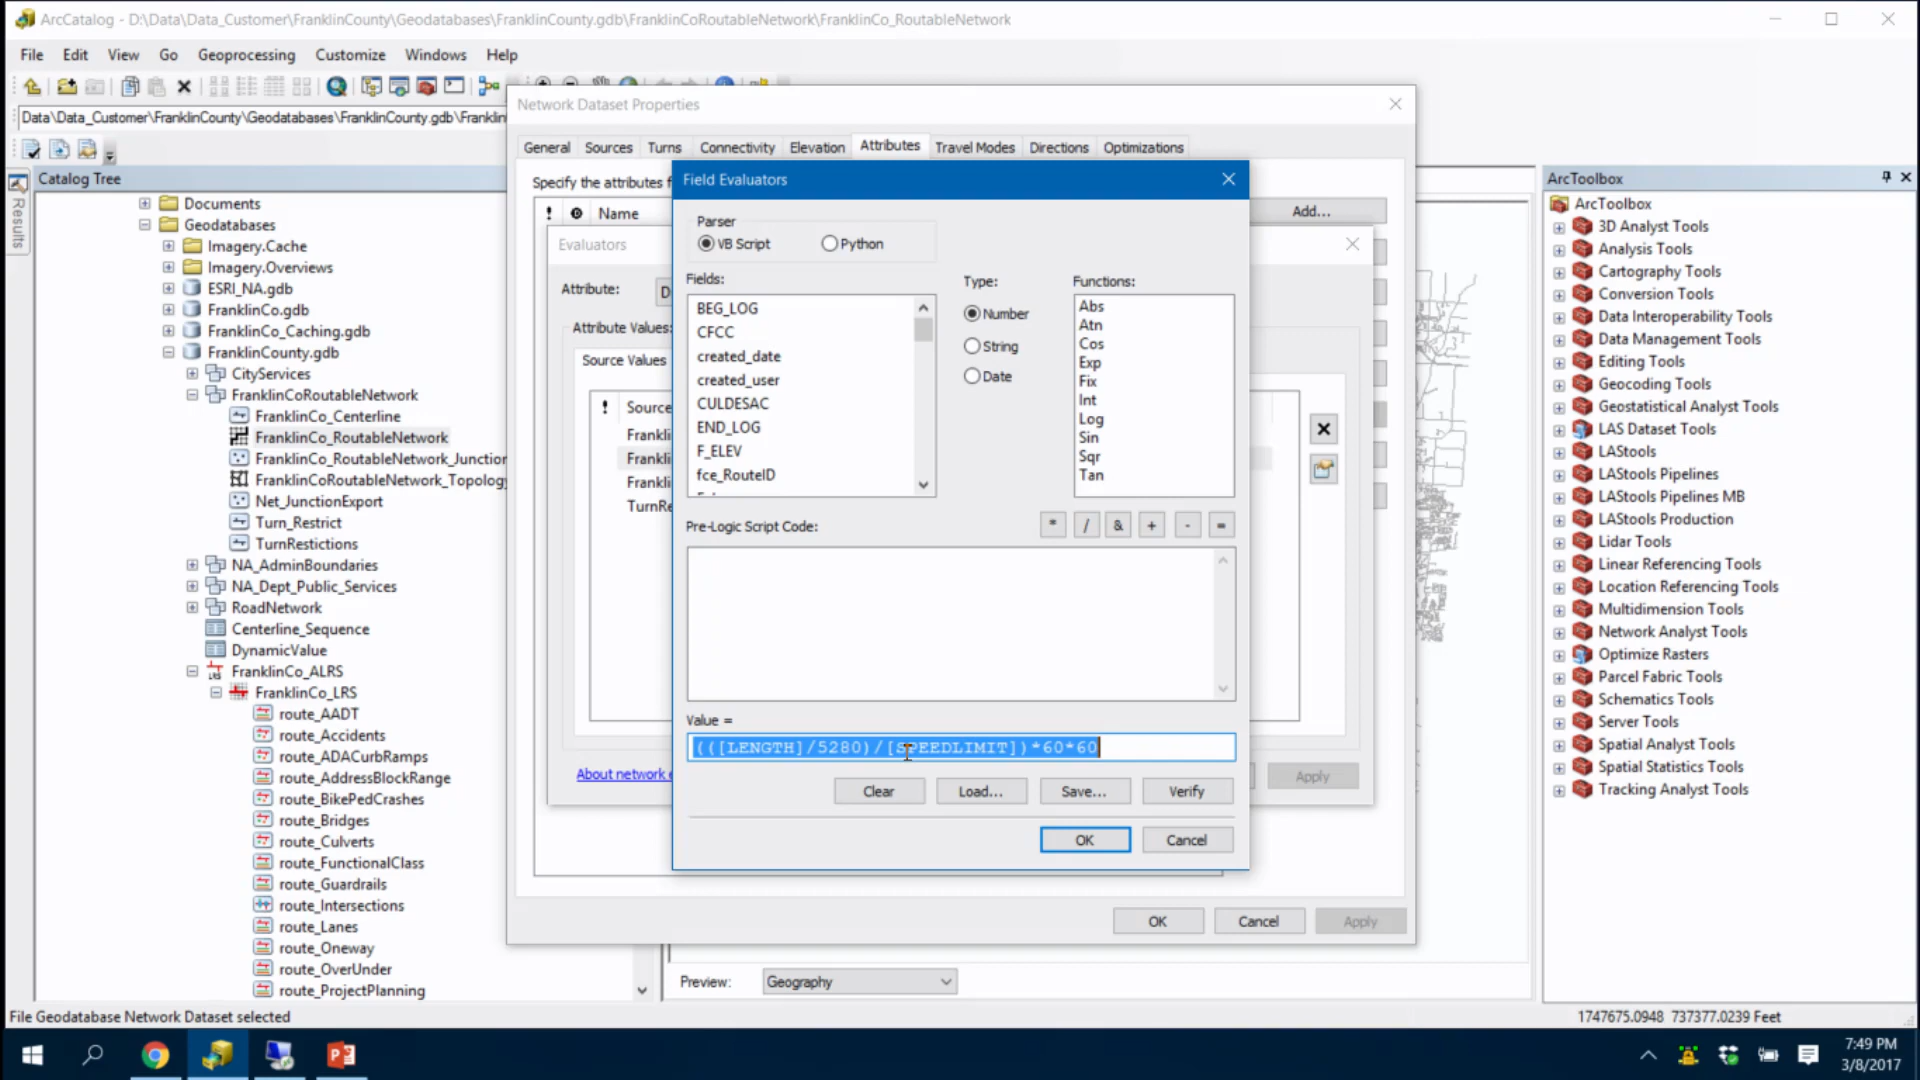 ArcCatalog - D:\Data\Data_Customer\FranklinCounty\Geodatabases\FranklinCounty.gdb\FranklinCoRoutableNetwork\FranklinCo_RoutableNetwork
File Edit View Go Geoprocessing Customize Windows Help
Data\Data_Customer\FranklinCounty\Geodatabases\FranklinCounty.gdb\Franklin
Results
Catalog Tree
Documents
Geodatabases
Imagery.Cache
Imagery.Overviews
ESRI_NA.gdb
FranklinCo.gdb
FranklinCo_Caching.gdb
FranklinCounty.gdb
CityServices
FranklinCoRoutableNetwork
FranklinCo_Centerline
FranklinCo_RoutableNetwork
FranklinCo_RoutableNetwork_Junction
FranklinCoRoutableNetwork_Topology
Net_JunctionExport
Turn_Restrict
TurnRestictions
NA_AdminBoundaries
NA_Dept_Public_Services
RoadNetwork
Centerline_Sequence
DynamicValue
FranklinCo_ALRS
FranklinCo_LRS
route_AADT
route_Accidents
route_ADACurbRamps
route_AddressBlockRange
route_BikePedCrashes
route_Bridges
route_Culverts
route_FunctionalClass
route_Guardrails
route_Intersections
route_Lanes
route_Oneway
route_OverUnder
route_ProjectPlanning
Network Dataset Properties
General Sources Turns Connectivity Elevation Attributes Travel Modes Directions Optimizations
Specify the attributes f
! Name
Add...
Evaluators
Attribute: D
Attribute Values:
Source Values
! Source
Frankli
Frankli
Frankli
TurnRe
About network e
Apply
OK Cancel Apply
Field Evaluators
Parser
VB Script Python
Fields:
BEG_LOG
CFCC
created_date
created_user
CULDESAC
END_LOG
F_ELEV
fce_RouteID
Type:
Number
String
Date
Functions:
Abs
Atn
Cos
Exp
Fix
Int
Log
Sin
Sqr
Tan
Pre-Logic Script Code:
* / & + - =
Value =
(([LENGTH]/5280)/[SPEEDLIMIT])*60*60
Clear Load... Save... Verify
OK Cancel
Preview: Geography
ArcToolbox
ArcToolbox
3D Analyst Tools
Analysis Tools
Cartography Tools
Conversion Tools
Data Interoperability Tools
Data Management Tools
Editing Tools
Geocoding Tools
Geostatistical Analyst Tools
LAS Dataset Tools
LAStools
LAStools Pipelines
LAStools Pipelines MB
LAStools Production
Lidar Tools
Linear Referencing Tools
Location Referencing Tools
Multidimension Tools
Network Analyst Tools
Optimize Rasters
Parcel Fabric Tools
Schematics Tools
Server Tools
Spatial Analyst Tools
Spatial Statistics Tools
Tracking Analyst Tools
File Geodatabase Network Dataset selected
1747675.0948 737377.0239 Feet
7:49 PM
3/8/2017